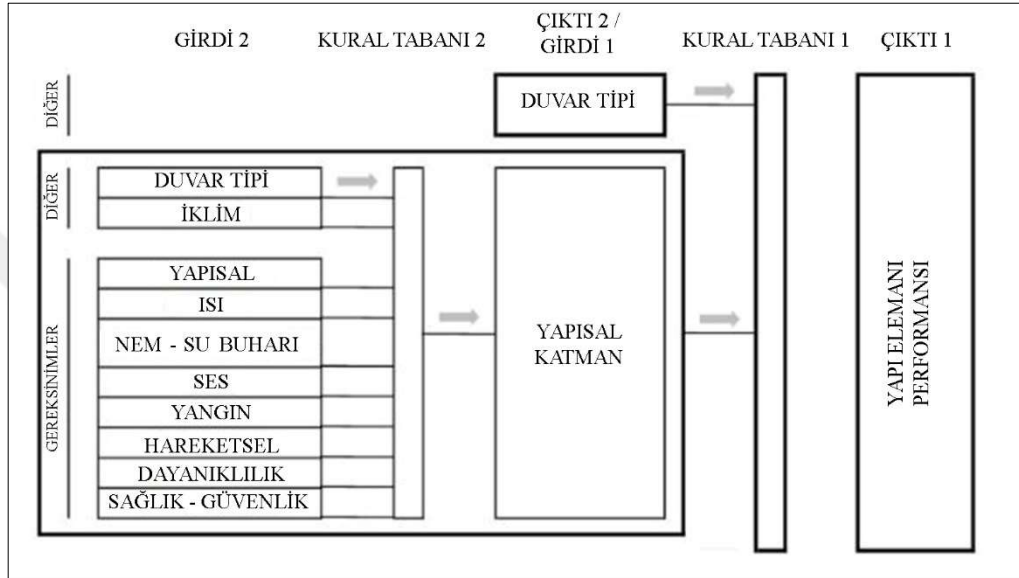 GİRDİ 2
KURAL TABANI 2
ÇIKTI 2 /
GİRDİ 1
KURAL TABANI 1
ÇIKTI 1
DİĞER
DUVAR TİPİ
DİĞER
DUVAR TİPİ
İKLİM
GEREKSİNİMLER
YAPISAL
ISI
NEM - SU BUHARI
SES
YANGIN
HAREKETSEL
DAYANIKLILIK
SAĞLIK - GÜVENLİK
YAPISAL
KATMAN
YAPI ELEMANI
PERFORMANSI